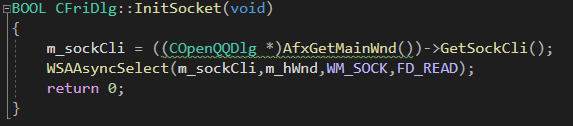 BOOL CFriDlg::InitSocket(void)
{
    m_sockCli = ((COpenQQDlg *)AfxGetMainWnd())->GetSockCli();
    WSAAsyncSelect(m_sockCli,m_hWnd,WM_SOCK,FD_READ);
    return 0;
}